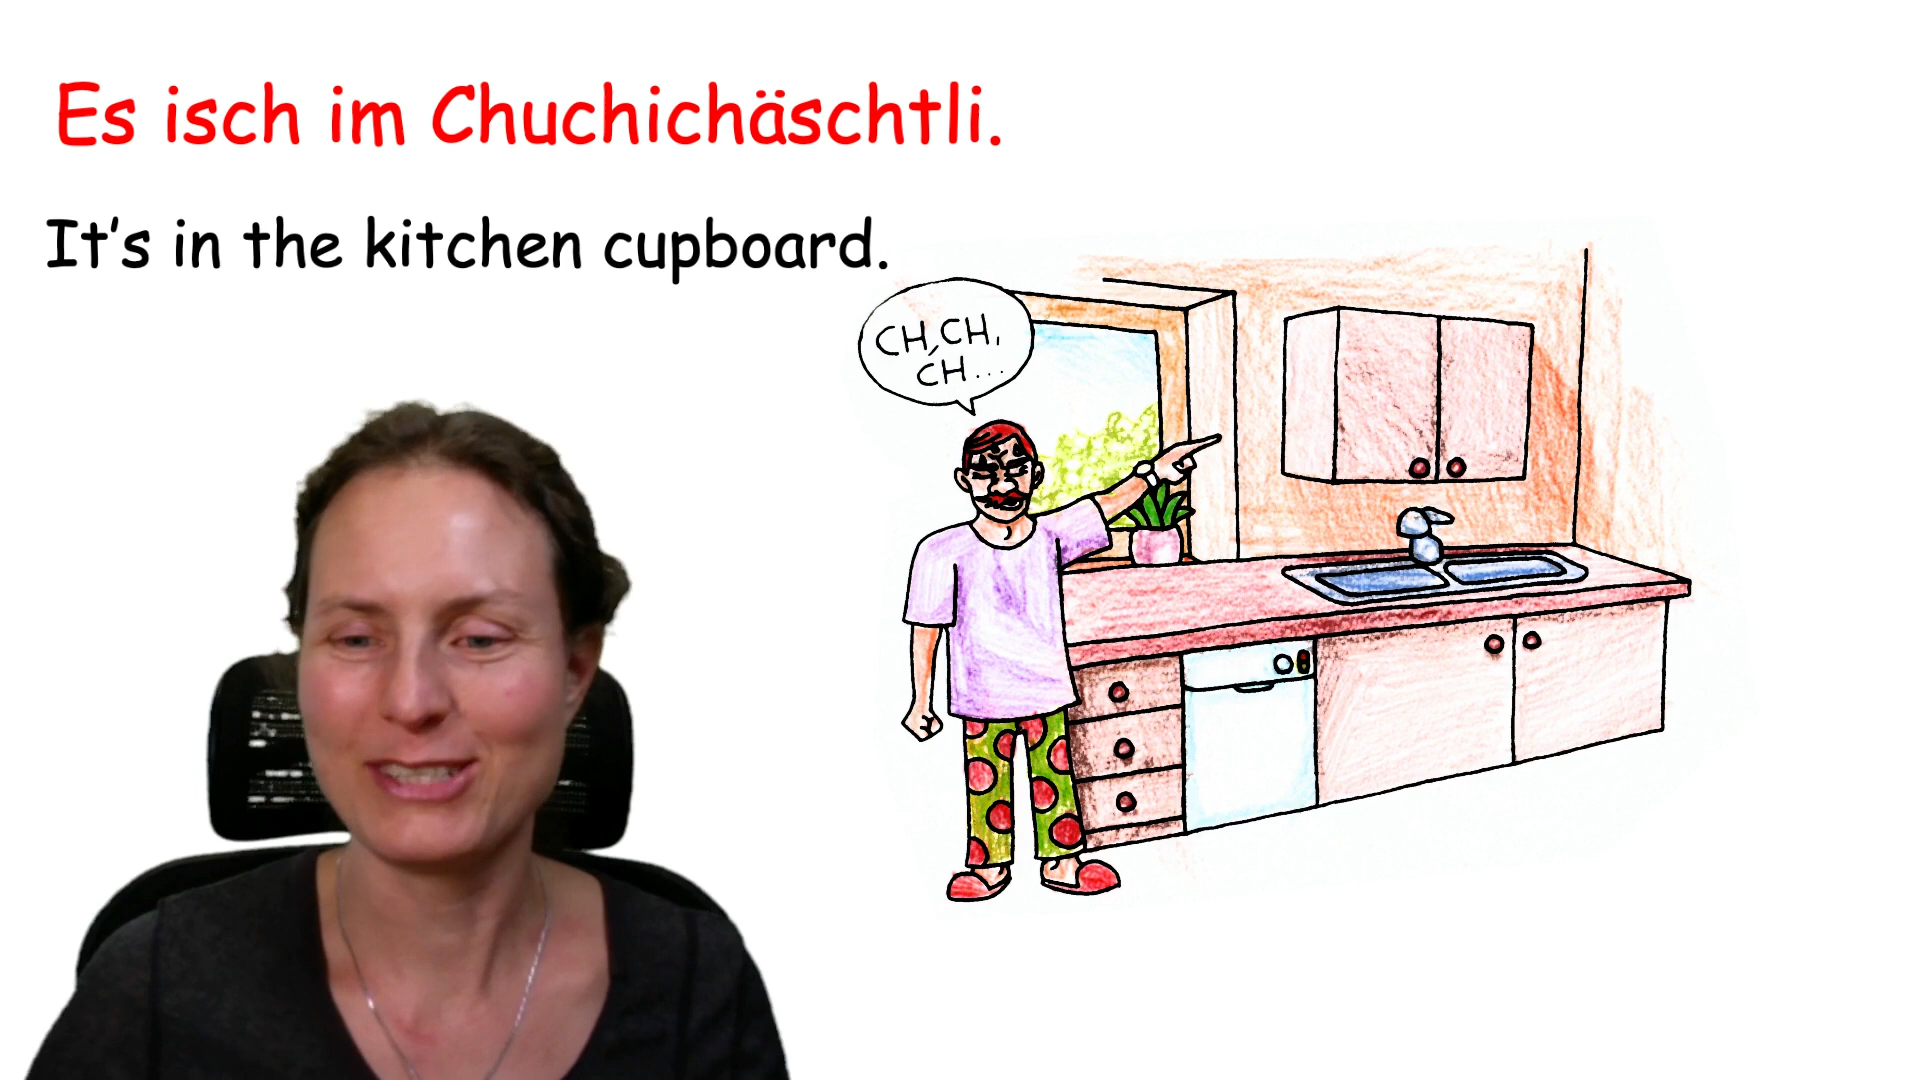 Es isch im Chuchichäschtli.
It's in the kitchen cupboard.
CH, CH,
CH...